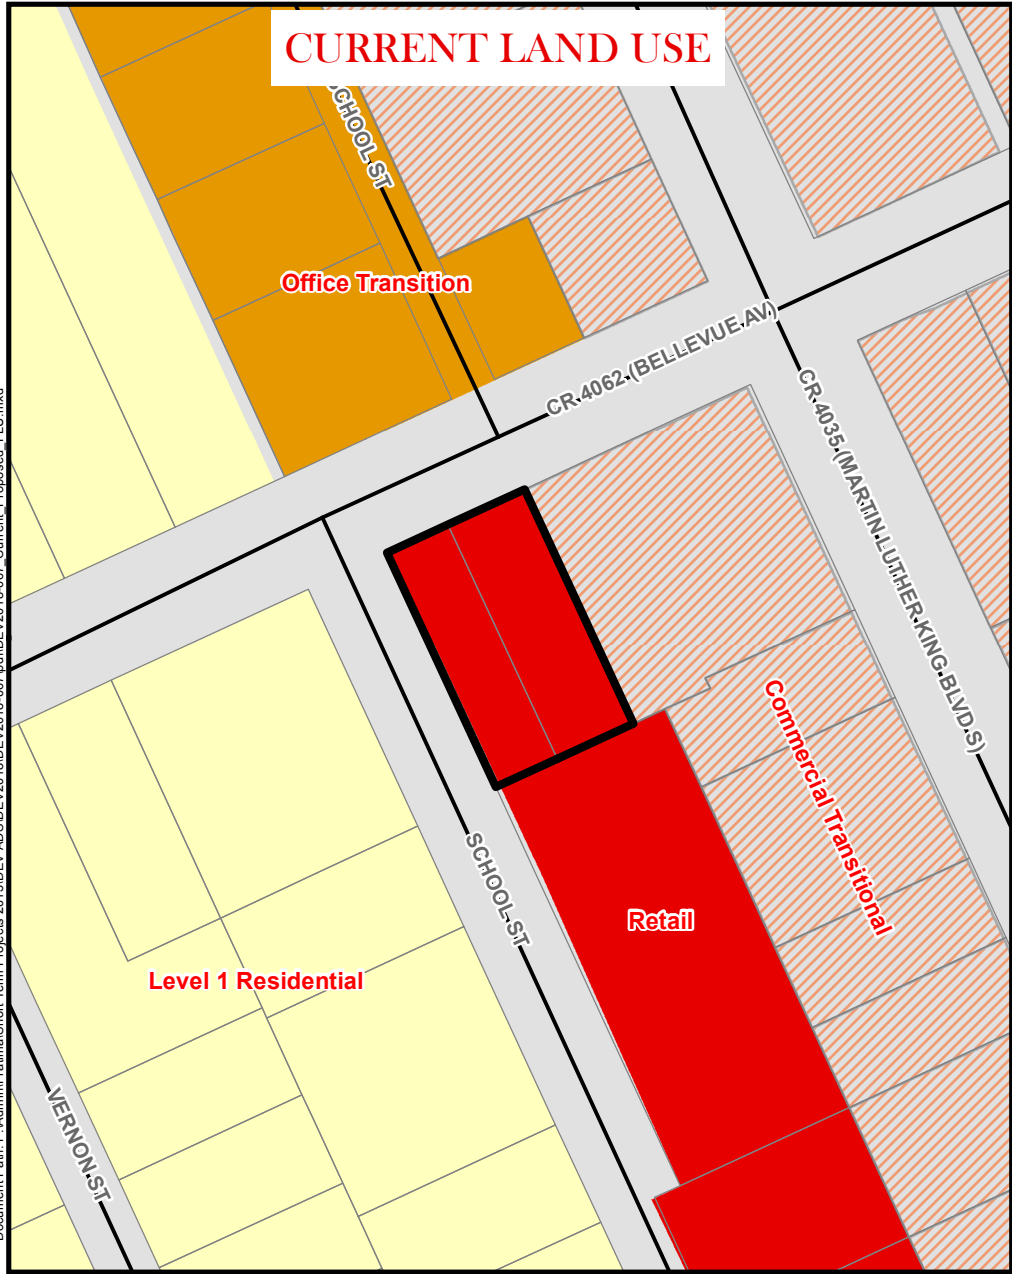 CURRENT LAND USE
SCHOOL ST
Office Transition
CR 4062 (BELLEVUE AV)
CR 4035 (MARTIN LUTHER KING BLVD S)
Commercial Transitional
SCHOOL ST
Retail
Level 1 Residential
VERNON ST